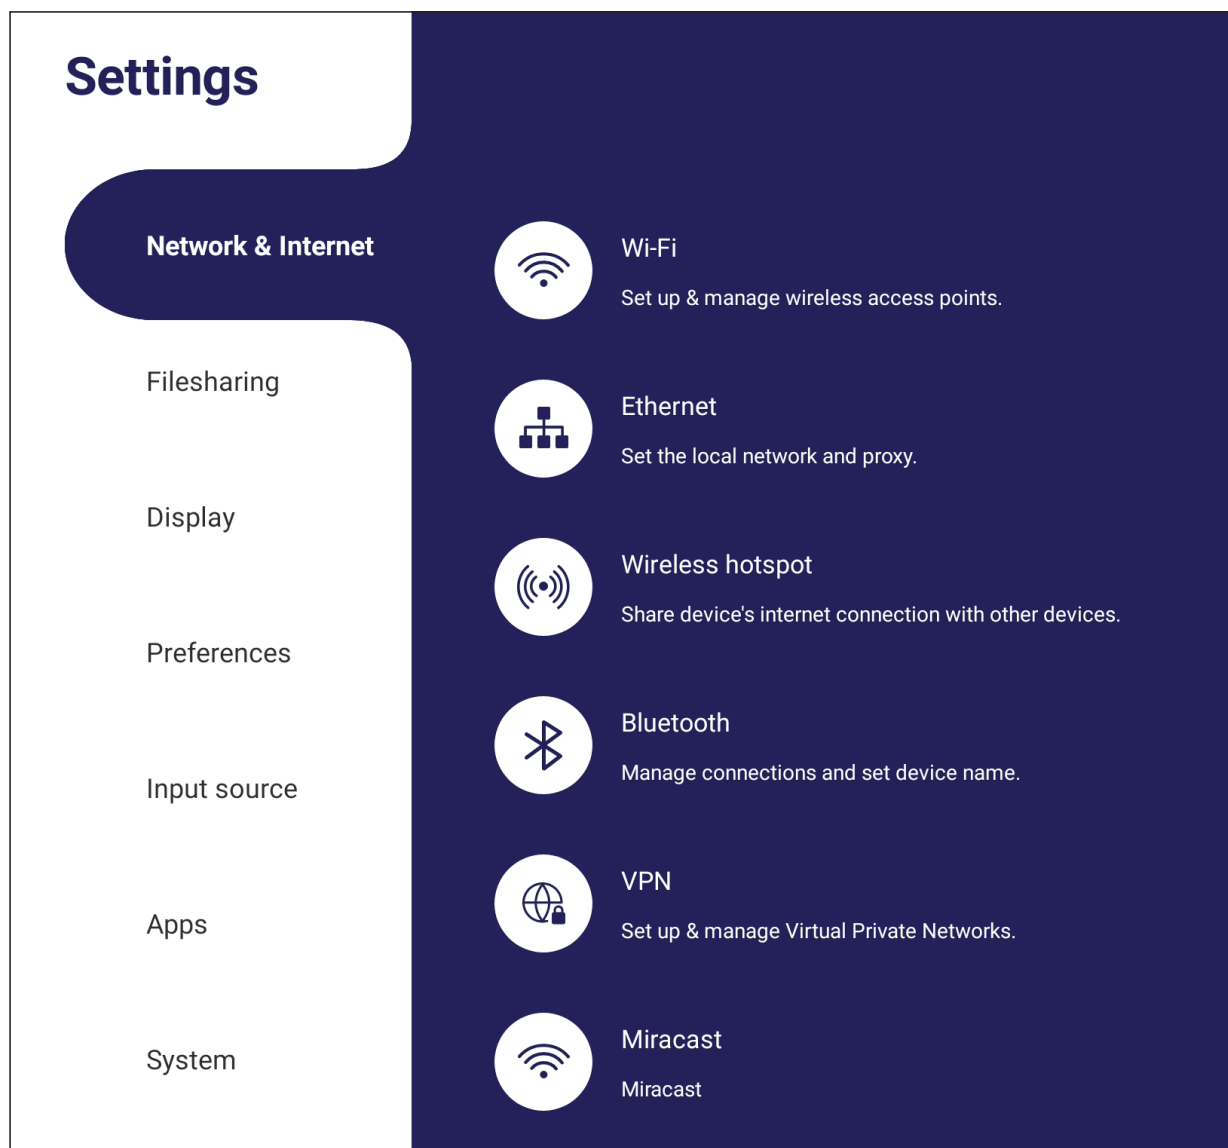 Settings
Network & Internet
Filesharing
Display
Preferences
Input source
Apps
System
Wi-Fi
Set up & manage wireless access points.
Ethernet
Set the local network and proxy.
Wireless hotspot
Share device's internet connection with other devices.
Bluetooth
Manage connections and set device name.
VPN
Set up & manage Virtual Private Networks.
Miracast
Miracast